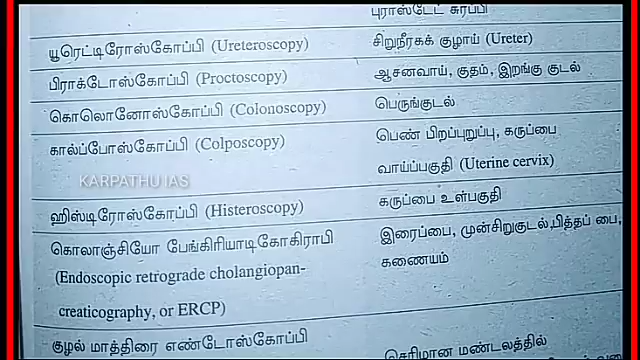 புராஸ்டேட் சுரப்பி
யூரெட்டிரோஸ்கோப்பி (Ureteroscopy) சிறுநீரகக் குழாய் (Ureter)
பிராக்டோஸ்கோப்பி (Proctoscopy) ஆசனவாய், குதம், இறங்கு குடல்
கொலொனோஸ்கோப்பி (Colonoscopy) பெருங்குடல்
கால்ப்போஸ்கோப்பி (Colposcopy) பெண் பிறப்புறுப்பு, கருப்பை
வாய்ப்பகுதி (Uterine cervix)
KARPATHU IAS
ஹிஸ்டிரோஸ்கோப்பி (Histeroscopy) கருப்பை உள்பகுதி
கொலாஞ்சியோ பேங்கிரியாடிகோகிராபி இரைப்பை, முன்சிறுகுடல்,பித்தப் பை,
(Endoscopic retrograde cholangiopan- கணையம்
creaticography, or ERCP)
குழல் மாத்திரை எண்டோஸ்கோப்பி செரிமான மண்டலத்தில்